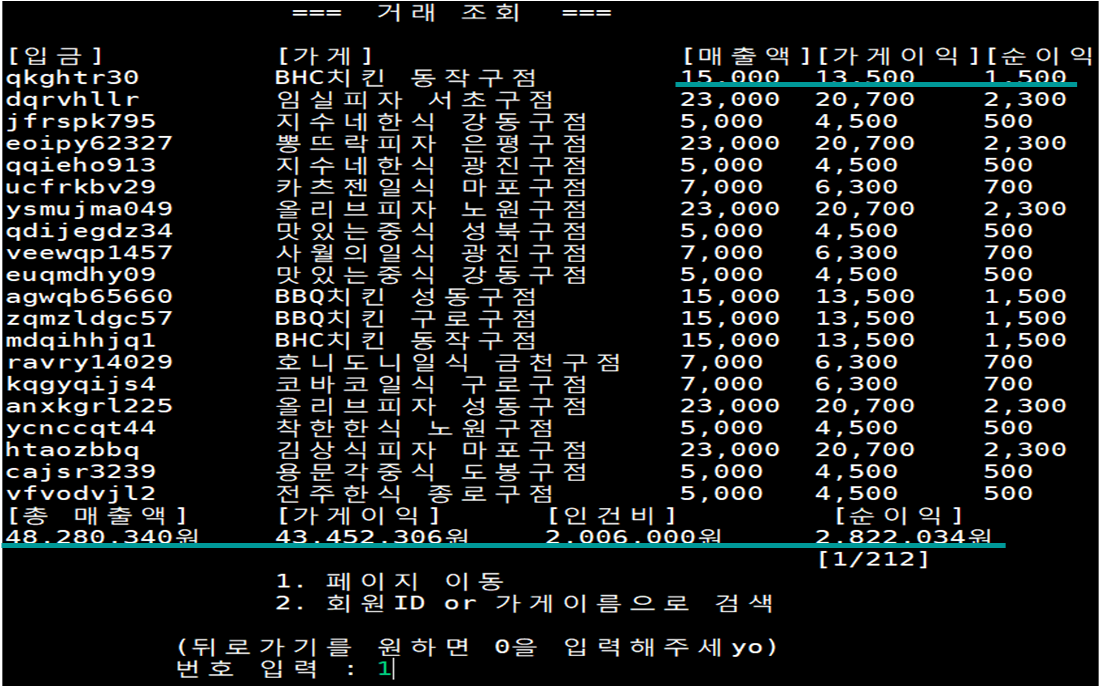 === 거래 조회 ===
[입금] [가게] [매출액][가게이익][순이익
qkghtr30 BHC치킨 동작구점 15,000 13,500 1,500
dqrvhllr 임실피자 서초구점 23,000 20,700 2,300
jfrspk795 지수네한식 강동구점 5,000 4,500 500
eoipy62327 뽕뜨락피자 은평구점 23,000 20,700 2,300
qqieho913 지수네한식 광진구점 5,000 4,500 500
ucfrkbv29 카츠젠일식 마포구점 7,000 6,300 700
ysmujma049 올리브피자 노원구점 23,000 20,700 2,300
qdijegdz34 맛있는중식 성북구점 5,000 4,500 500
veewqp1457 사월의일식 광진구점 7,000 6,300 700
euqmdhy09 맛있는중식 강동구점 5,000 4,500 500
agwqb65660 BBQ치킨 성동구점 15,000 13,500 1,500
zqmzldgc57 BBQ치킨 구로구점 15,000 13,500 1,500
mdqihhjq1 BHC치킨 동작구점 15,000 13,500 1,500
ravry14029 호니도니일식 금천구점 7,000 6,300 700
kqgyqijs4 코바코일식 구로구점 7,000 6,300 700
anxkgrl225 올리브피자 성동구점 23,000 20,700 2,300
ycnccqt44 착한한식 노원구점 5,000 4,500 500
htaozbbq 김상식피자 마포구점 23,000 20,700 2,300
cajsr3239 용문각중식 도봉구점 5,000 4,500 500
vfvodvjl2 전주한식 종로구점 5,000 4,500 500
[총 매출액] [가게이익] [인건비] [순이익]
48,280,340원 43,452,306원 2,006,000원 2,822,034원
[1/212]
1. 페이지 이동
2. 회원ID or 가게이름으로 검색
(뒤로가기를 원하면 0을 입력해주세yo)
번호 입력 : 1